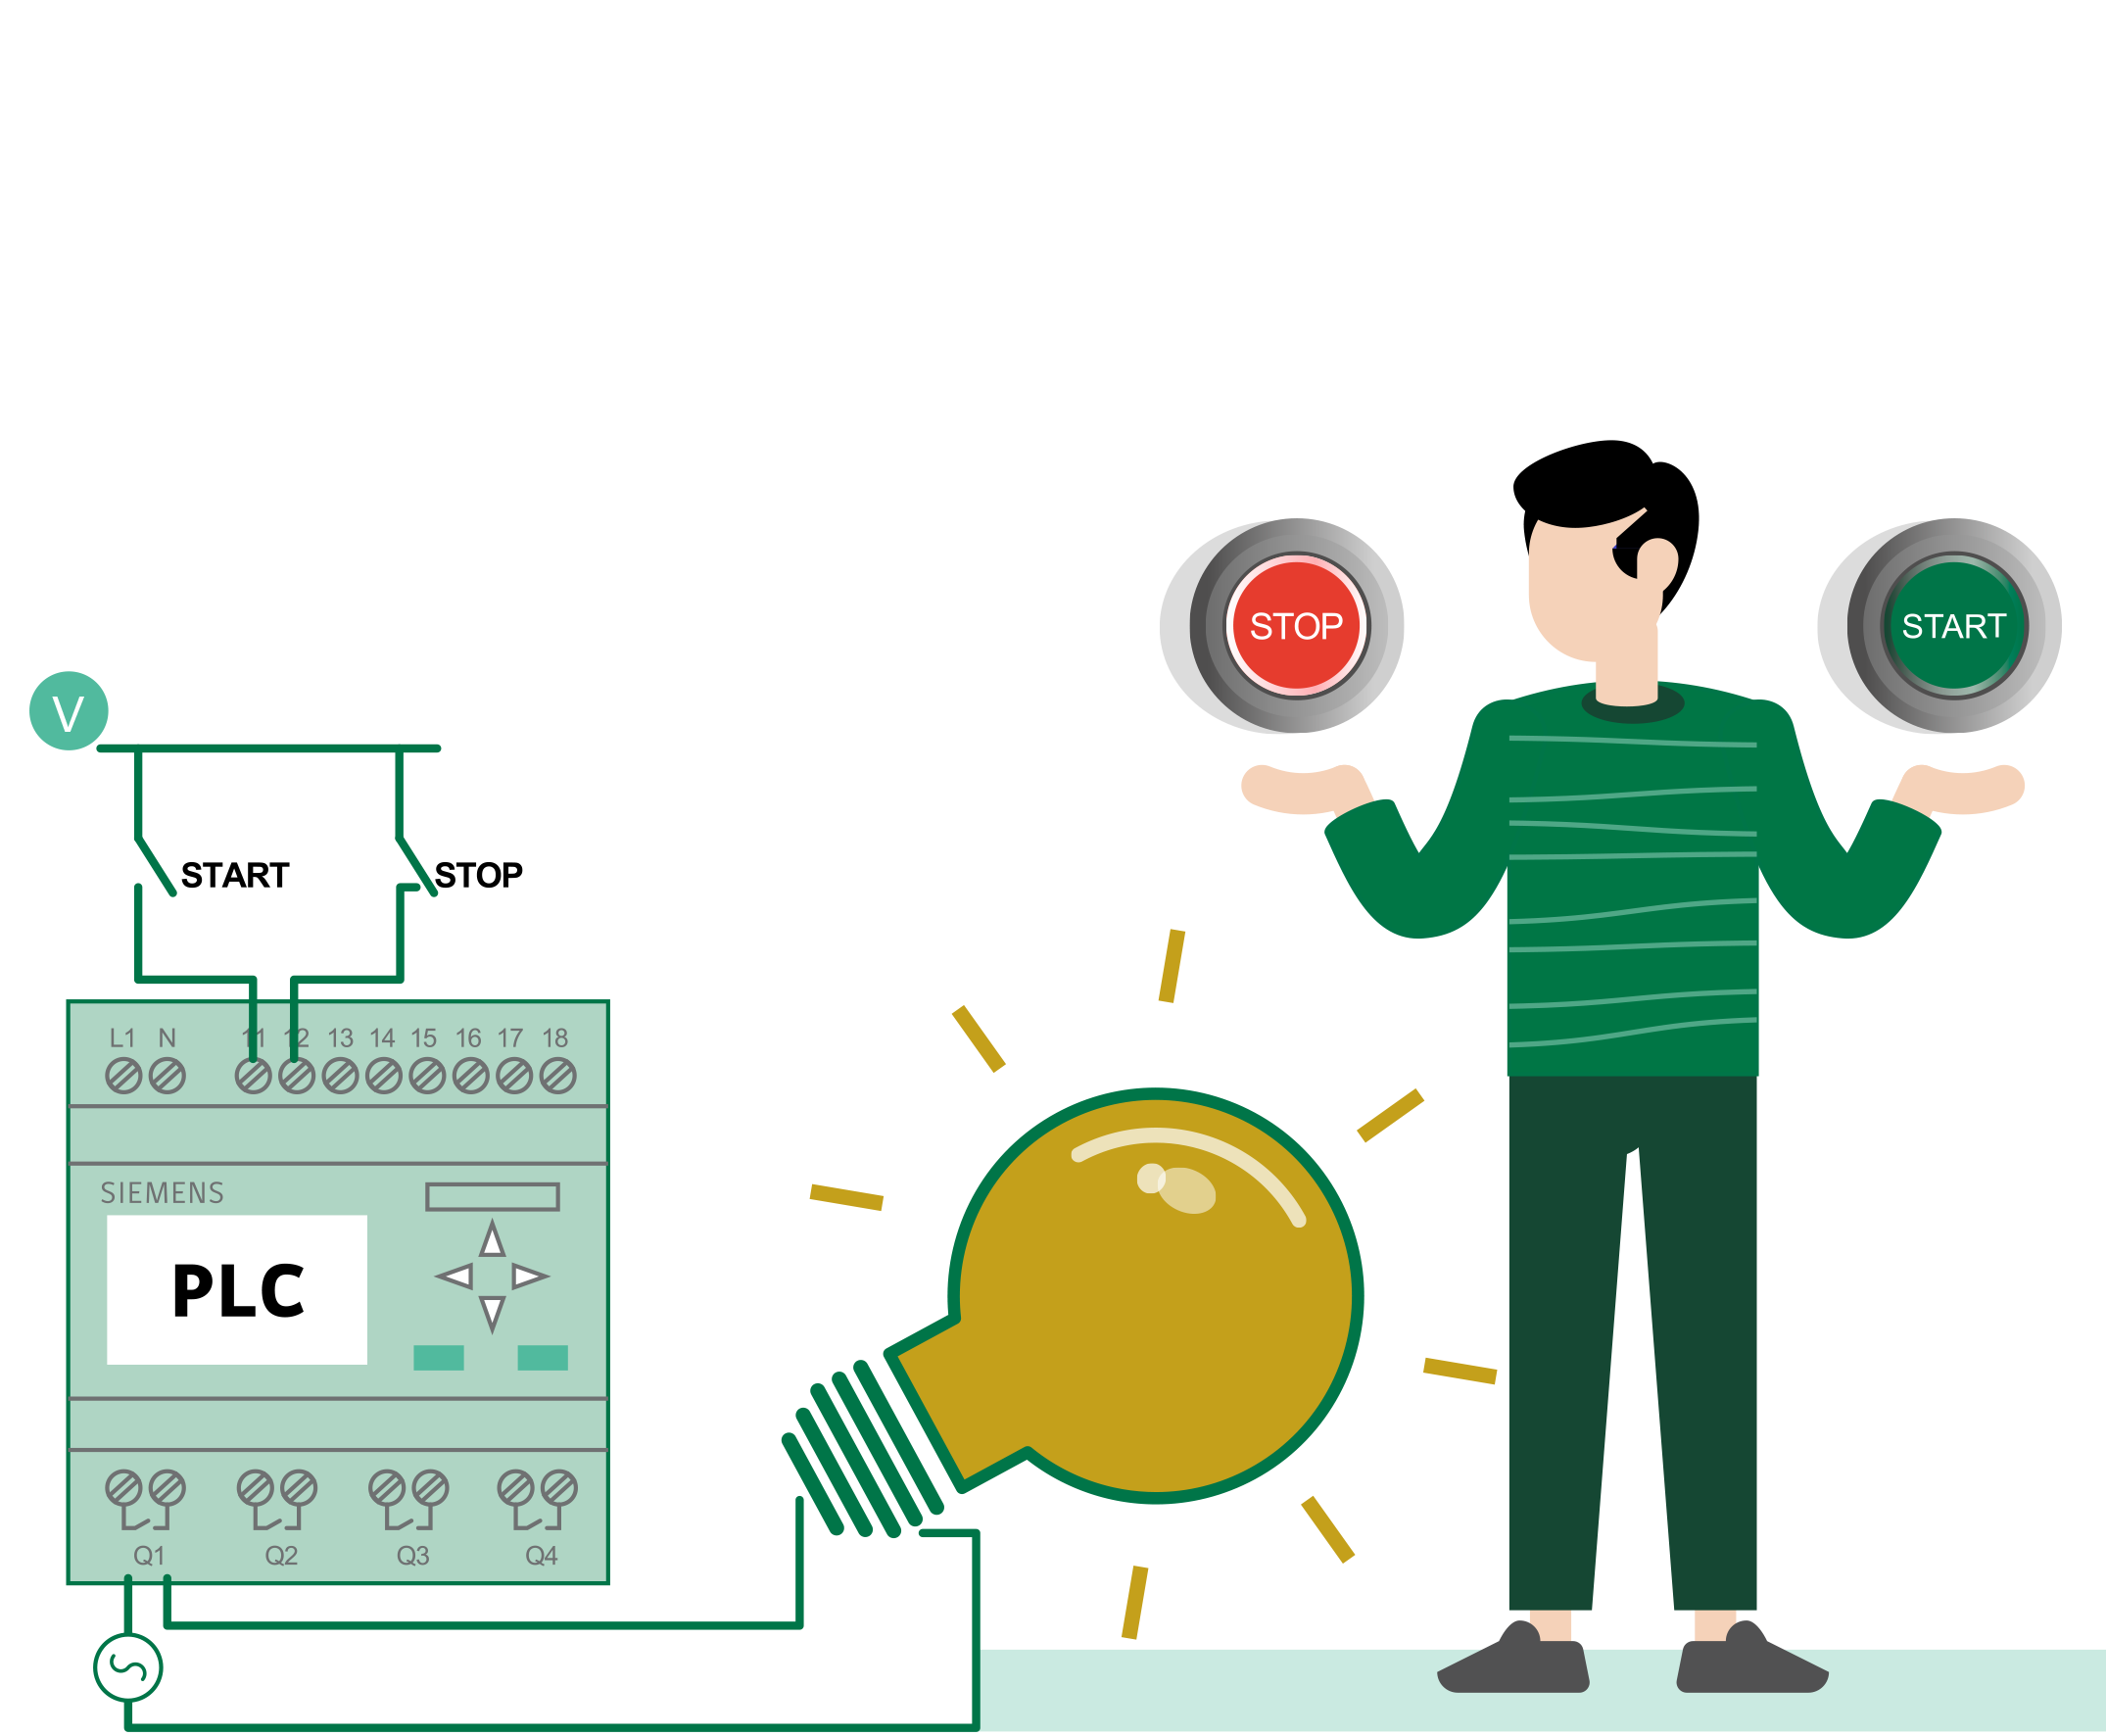 STOP
START
V
START
STOP
L1 N 11 12 13 14 15 16 17 18
SIEMENS
PLC
Q1 Q2 Q3 Q4